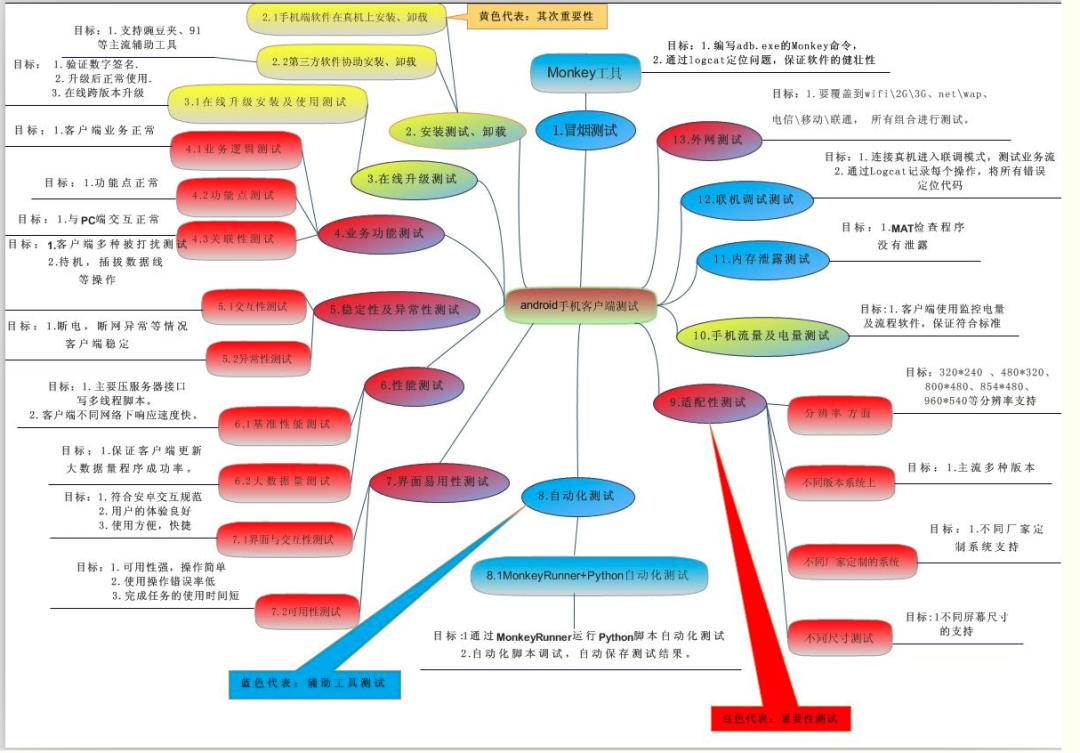 2.1手机端软件在真机上安装、卸载
黄色代表：其次重要性
目标：1.支持豌豆夹、91
等主流辅助工具
2.2第三方软件协助安装、卸载
目标： 1.验证数字签名.
2.升级后正常使用.
3.在线跨版本升级
3.1在线升级安装及使用测试
2.安装测试、卸载
3.在线升级测试
目标：1.客户端业务正常
4.1业务逻辑测试
目标：1.功能点正常
4.2功能点测试
目标：1.与PC端交互正常
4.3关联性测试
4.业务功能测试
目标：1.客户端多种被打扰测试
2.待机，插拔数据线
等操作
5.1交互性测试
5.稳定性及异常性测试
目标：1.断电，断网异常等情况
客户端稳定
5.2异常性测试
6.性能测试
目标：1.主要压服务器接口
写多线程脚本。
2.客户端不同网络下响应速度快。
6.1基准性能测试
目标；1.保证客户端更新
大数据量程序成功率。
6.2大数据量测试
7.界面易用性测试
目标：1.符合安卓交互规范
2.用户的体验良好
3.使用方便，快捷
7.1界面与交互性测试
目标：1.可用性强，操作简单
2.使用操作错误率低
3.完成任务的使用时间短
7.2可用性测试
蓝色代表：辅助工具测试
Monkey工具
目标：1.编写adb.exe的Monkey命令,
2.通过logcat定位问题，保证软件的健壮性
1.冒烟测试
android手机客户端测试
13.外网测试
目标：1.要覆盖到wifi\2G\3G、net\wap、
电信\移动\联通， 所有组合进行测试。
12.联机调试测试
目标：1.连接真机进入联调模式，测试业务流
2.通过Logcat记录每个操作，将所有错误
定位代码
11.内存泄露测试
目标：1.MAT检查程序
没有泄露
10.手机流量及电量测试
目标:1.客户端使用监控电量
及流程软件，保证符合标准
9.适配性测试
分辨率 方面
目标：320*240 、480*320、
800*480、854*480、
960*540等分辨率支持
不同版本系统上
目标：1.主流多种版本
不同厂家定制的系统
目标：1.不同厂家定
制系统支持
不同尺寸测试
目标:1不同屏幕尺寸
的支持
8.自动化测试
8.1MonkeyRunner+Python自动化测试
目标:1通过MonkeyRunner运行Python脚本自动化测试
2.自动化脚本调试，自动保存测试结果。
红色代表：重要性测试